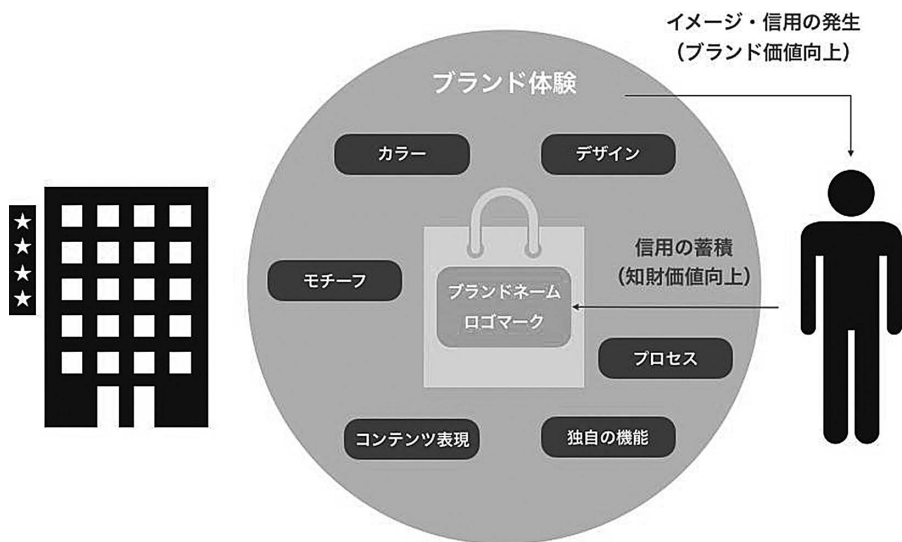 イメージ・信用の発生
（ブランド価値向上）
ブランド体験
カラー
デザイン
信用の蓄積
（知財価値向上）
モチーフ
ブランドネーム
ロゴマーク
プロセス
コンテンツ表現
独自の機能